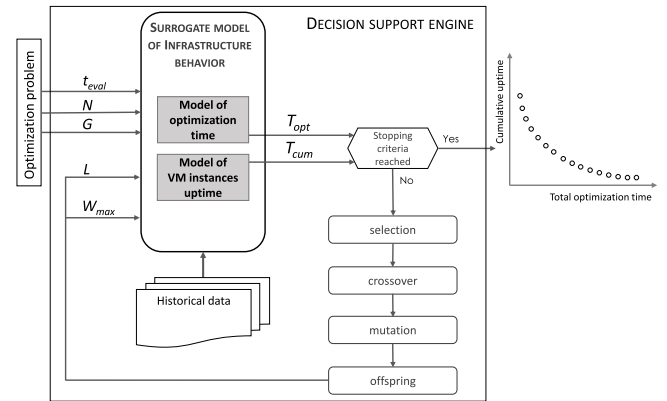 DECISION SUPPORT ENGINE
SURROGATE MODEL
OF INFRASTRUCTURE
BEHAVIOR
Optimization problem
t_eval
N
G
L
W_max
Model of
optimization
time
Model of
VM instances
uptime
T_opt
T_cum
Historical data
Stopping
criteria
reached
Yes
No
selection
crossover
mutation
offspring
Cumulative uptime
Total optimization time